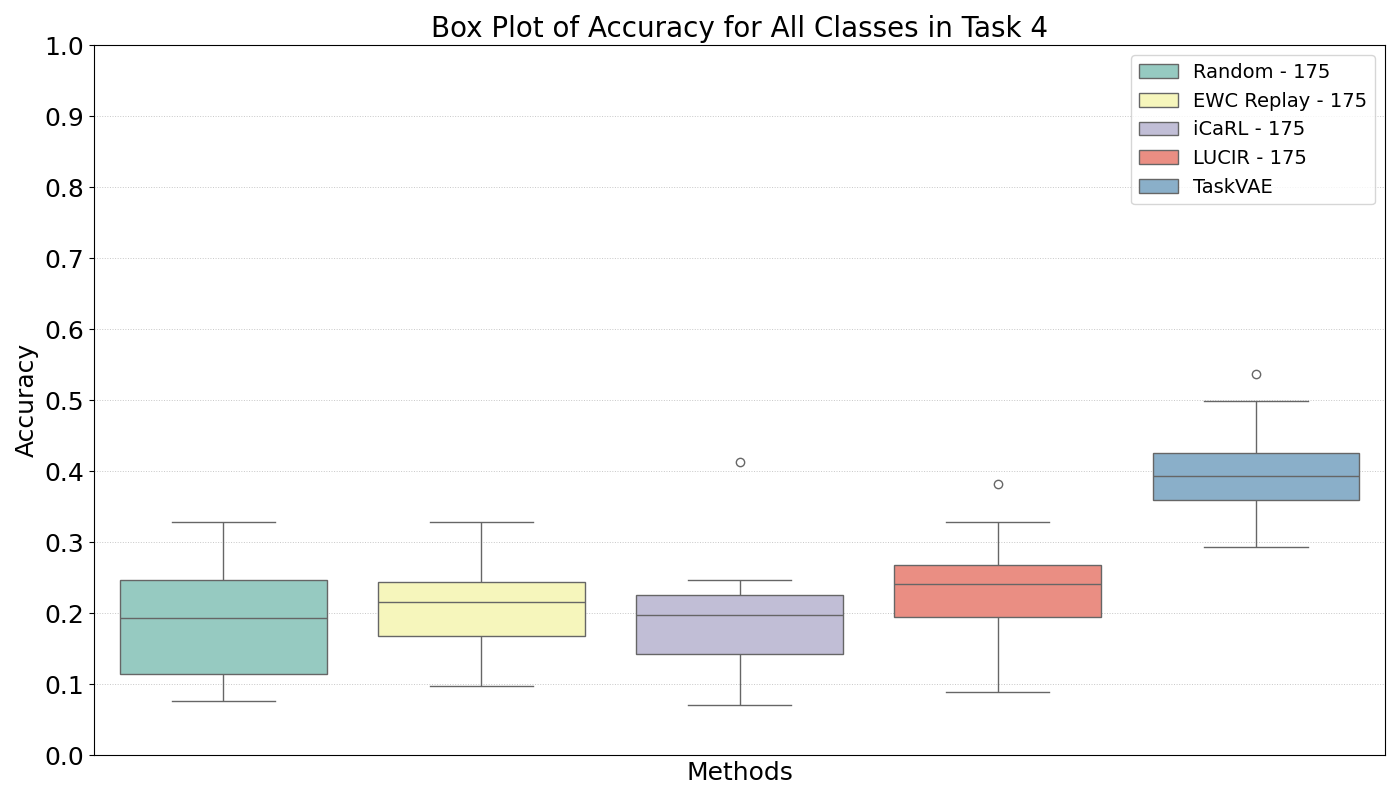 Box Plot of Accuracy for All Classes in Task 4
1.0
0.9
0.8
0.7
0.6
0.5
0.4
0.3
0.2
0.1
0.0
Accuracy
Methods
Random - 175
EWC Replay - 175
iCaRL - 175
LUCIR - 175
TaskVAE